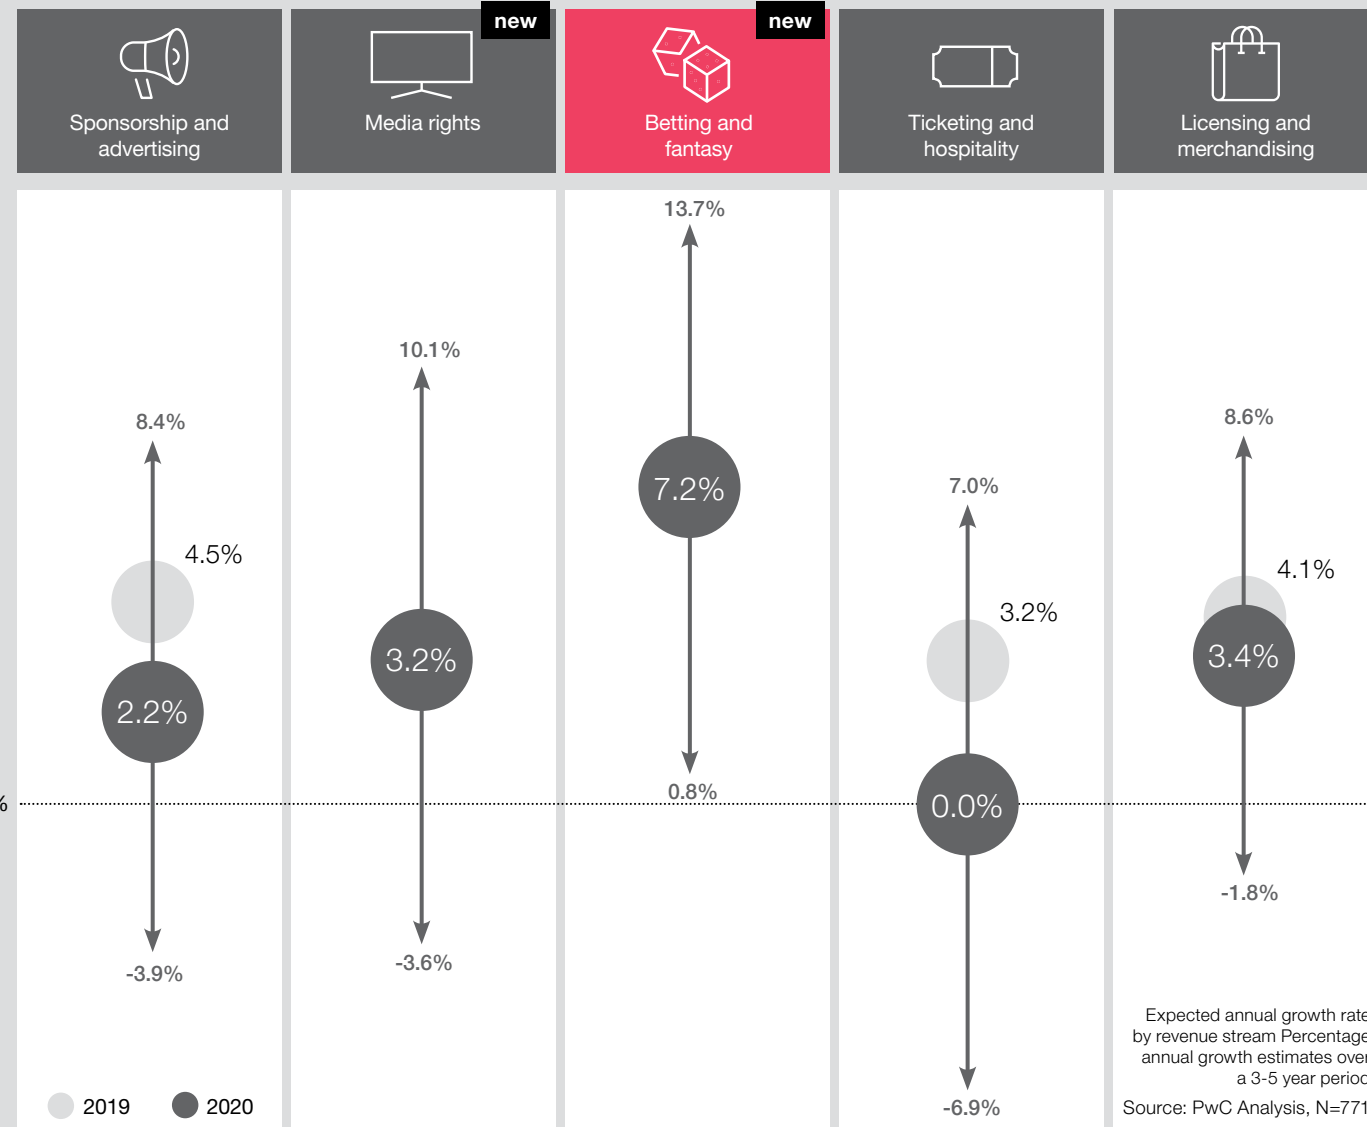 new
new
Sponsorship and
advertising
Media rights
Betting and
fantasy
Ticketing and
hospitality
Licensing and
merchandising
13.7%
10.1%
8.4%
8.6%
7.0%
7.2%
4.5%
4.1%
3.2%
3.2%
3.4%
2.2%
0.8%
%
0.0%
-1.8%
-3.6%
-3.9%
-6.9%
2019
2020
Expected annual growth rate
by revenue stream Percentage
annual growth estimates over
a 3-5 year period
Source: PwC Analysis, N=771